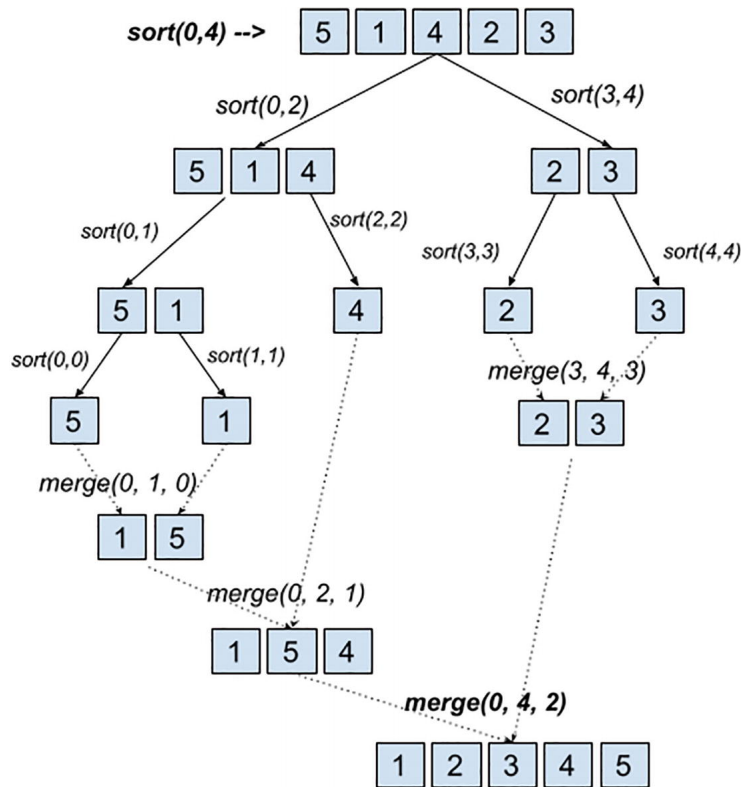 sort(0,4) --> 5 1 4 2 3
sort(0,2) sort(3,4)
5 1 4 2 3
sort(0,1) sort(2,2) sort(3,3) sort(4,4)
5 1 4 2 3
sort(0,0) sort(1,1) merge(3, 4, 3)
5 1 2 3
merge(0, 1, 0)
1 5
merge(0, 2, 1)
1 5 4
merge(0, 4, 2)
1 2 3 4 5